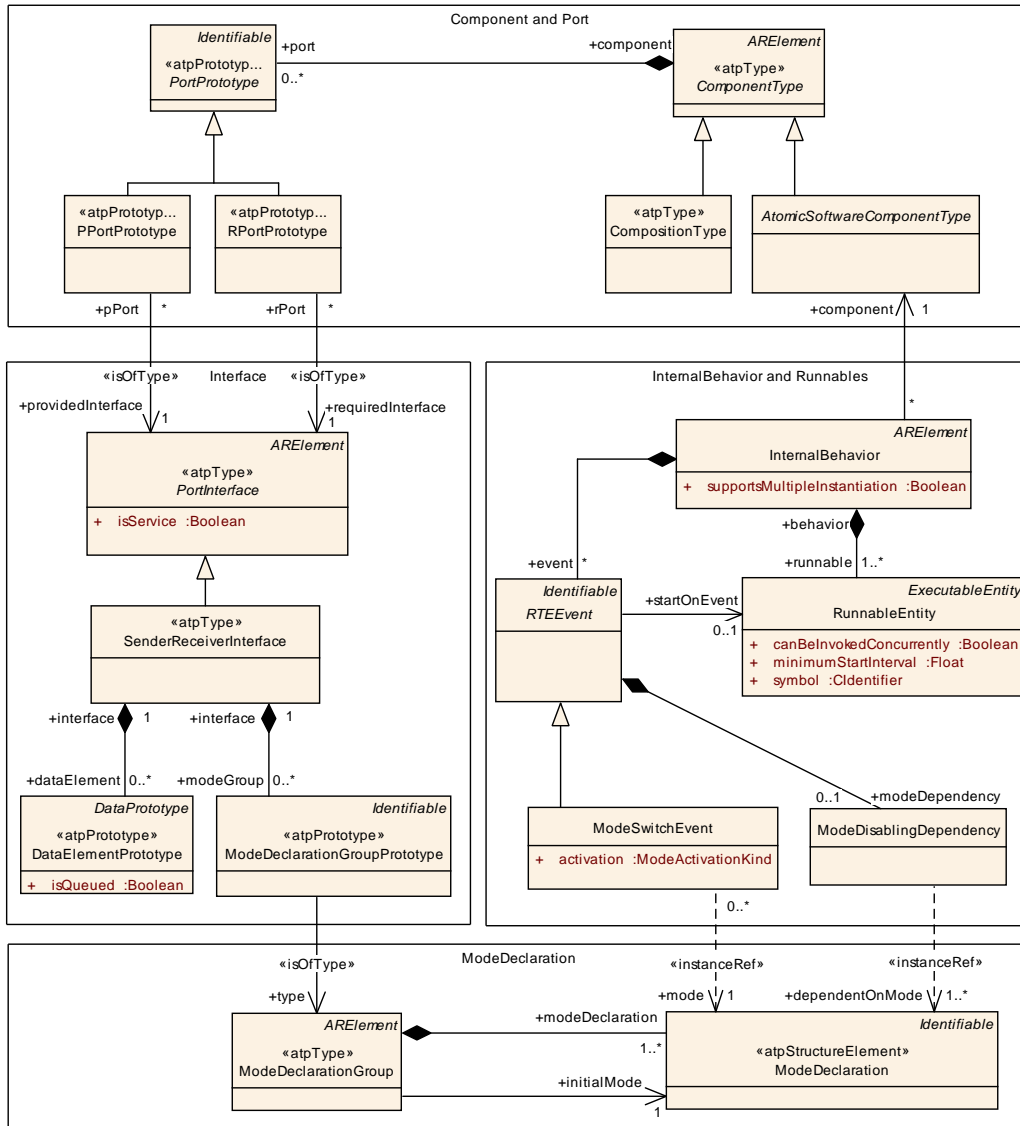 Component and Port
Identifiable
«atpPrototyp...
PortPrototype
+port
0..*
+component
ARElement
«atpType»
ComponentType
«atpPrototyp...
PPortPrototype
«atpPrototyp...
RPortPrototype
«atpType»
CompositionType
AtomicSoftwareComponentType
+pPort *
+rPort *
+component 1
«isOfType» Interface «isOfType»
+providedInterface 1
+requiredInterface
1
ARElement
«atpType»
PortInterface
+ isService :Boolean
«atpType»
SenderReceiverInterface
+interface 1
+interface 1
+dataElement 0..*
+modeGroup 0..*
DataPrototype
«atpPrototype»
DataElementPrototype
+ isQueued :Boolean
Identifiable
«atpPrototype»
ModeDeclarationGroupPrototype
InternalBehavior and Runnables
*
ARElement
InternalBehavior
+ supportsMultipleInstantiation :Boolean
+behavior
+runnable 1..*
+event *
Identifiable
RTEEvent
+startOnEvent
0..1
ExecutableEntity
RunnableEntity
+ canBeInvokedConcurrently :Boolean
+ minimumStartInterval :Float
+ symbol :CIdentifier
+modeDependency
0..1
ModeSwitchEvent
+ activation :ModeActivationKind
ModeDisablingDependency
0..*
ModeDeclaration
«isOfType»
+type
«instanceRef»
+mode 1
«instanceRef»
+dependentOnMode 1..*
ARElement
«atpType»
ModeDeclarationGroup
+modeDeclaration
1..*
+initialMode
1
Identifiable
«atpStructureElement»
ModeDeclaration